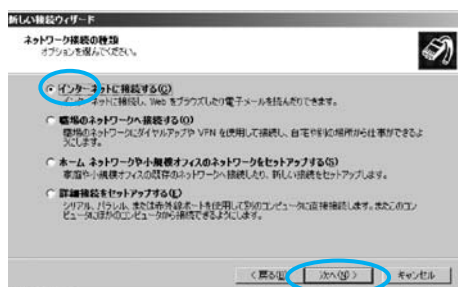 新しい接続ウィザード
ネットワーク接続の種類
オプションを選んでください。
インターネットに接続する(C)
インターネットに接続し、Web をブラウズしたり電子メールを読んだりできます。
職場のネットワークへ接続する(O)
職場のネットワークにダイヤルアップや VPN を使用して接続し、自宅や別の場所から仕事ができるよ
うにします。
ホーム ネットワークや小規模オフィスのネットワークをセットアップする(S)
家庭や小規模オフィスの既存のネットワークへ接続したり、新しい接続をセットアップします。
詳細接続をセットアップする(E)
シリアル、パラレル、または赤外線ポートを使用して別のコンピュータに直接接続します。またこのコン
ピュータにほかのコンピュータから接続できるようにします。
< 戻る(B) 次へ(N) > キャンセル